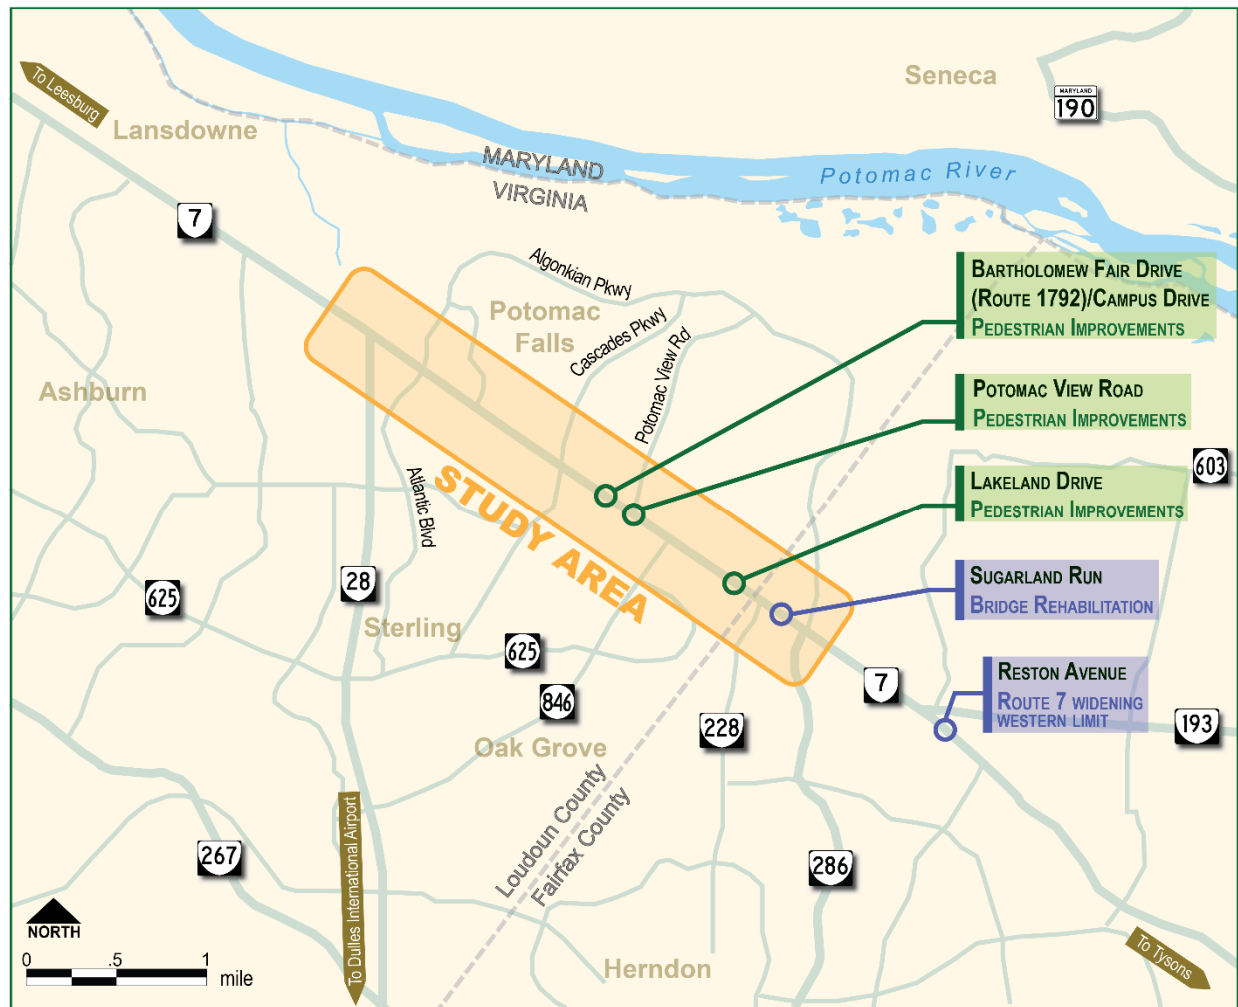 To Leesburg
Lansdowne
Seneca
MARYLAND
190
MARYLAND
VIRGINIA
Potomac River
7
Algonkian Pkwy
Potomac
Falls
Cascades Pkwy
Potomac View Rd
Ashburn
Atlantic Blvd
STUDY AREA
BARTHOLOMEW FAIR DRIVE
(ROUTE 1792)/CAMPUS DRIVE
PEDESTRIAN IMPROVEMENTS
POTOMAC VIEW ROAD
PEDESTRIAN IMPROVEMENTS
603
LAKELAND DRIVE
PEDESTRIAN IMPROVEMENTS
SUGARLAND RUN
BRIDGE REHABILITATION
RESTON AVENUE
ROUTE 7 WIDENING
WESTERN LIMIT
28
625
Sterling
625
846
7
228
193
Oak Grove
Loudoun County
Fairfax County
267
286
To Dulles International Airport
Herndon
To Tysons
NORTH
0 .5 1
mile